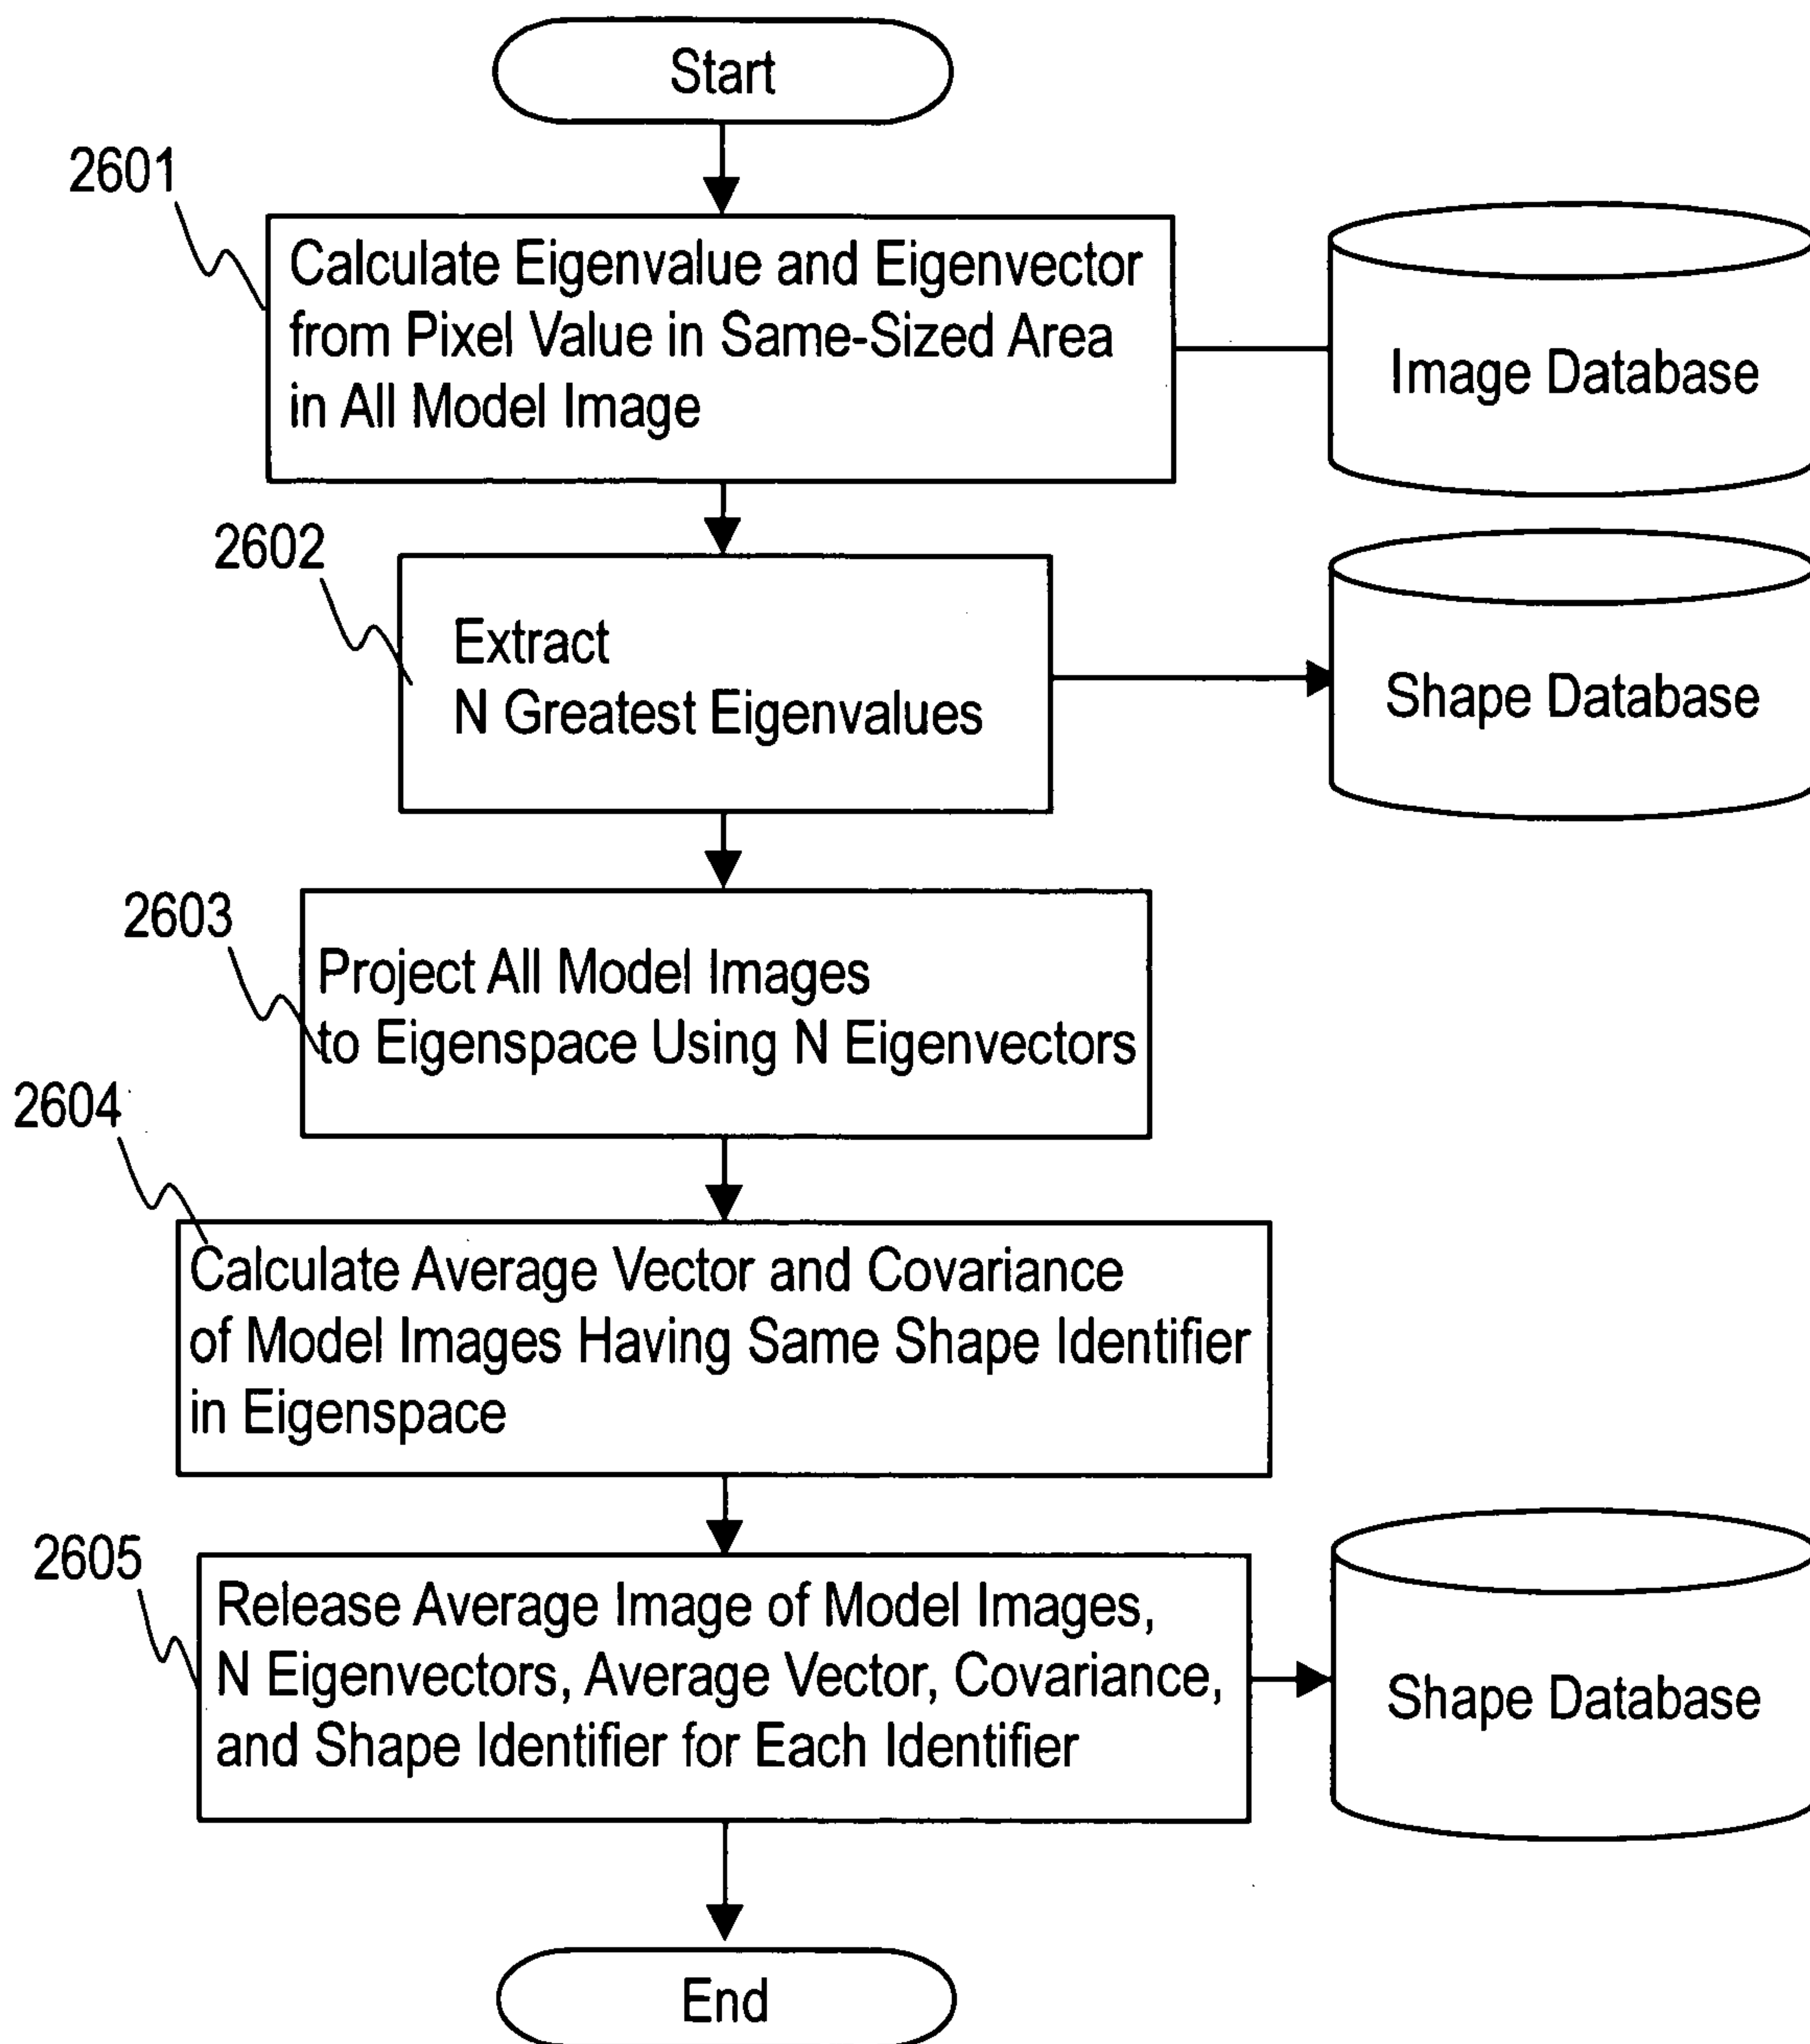 Start
2601
Calculate Eigenvalue and Eigenvector
from Pixel Value in Same-Sized Area
in All Model Image
Image Database
2602
Extract
N Greatest Eigenvalues
Shape Database
2603
Project All Model Images
to Eigenspace Using N Eigenvectors
2604
Calculate Average Vector and Covariance
of Model Images Having Same Shape Identifier
in Eigenspace
2605
Release Average Image of Model Images,
N Eigenvectors, Average Vector, Covariance,
and Shape Identifier for Each Identifier
Shape Database
End